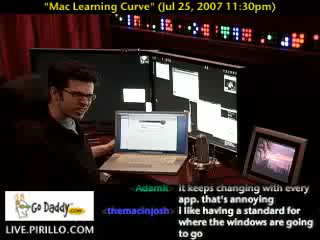 "Mac Learning Curve" (Jul 25, 2007 11:30pm)
Adamk> it keeps changing with every
app. that's annoying
Go Daddy.com
<themacinjosh> i like having a standard for
where the windows are going
to go
LIVE.PIRILLO.COM